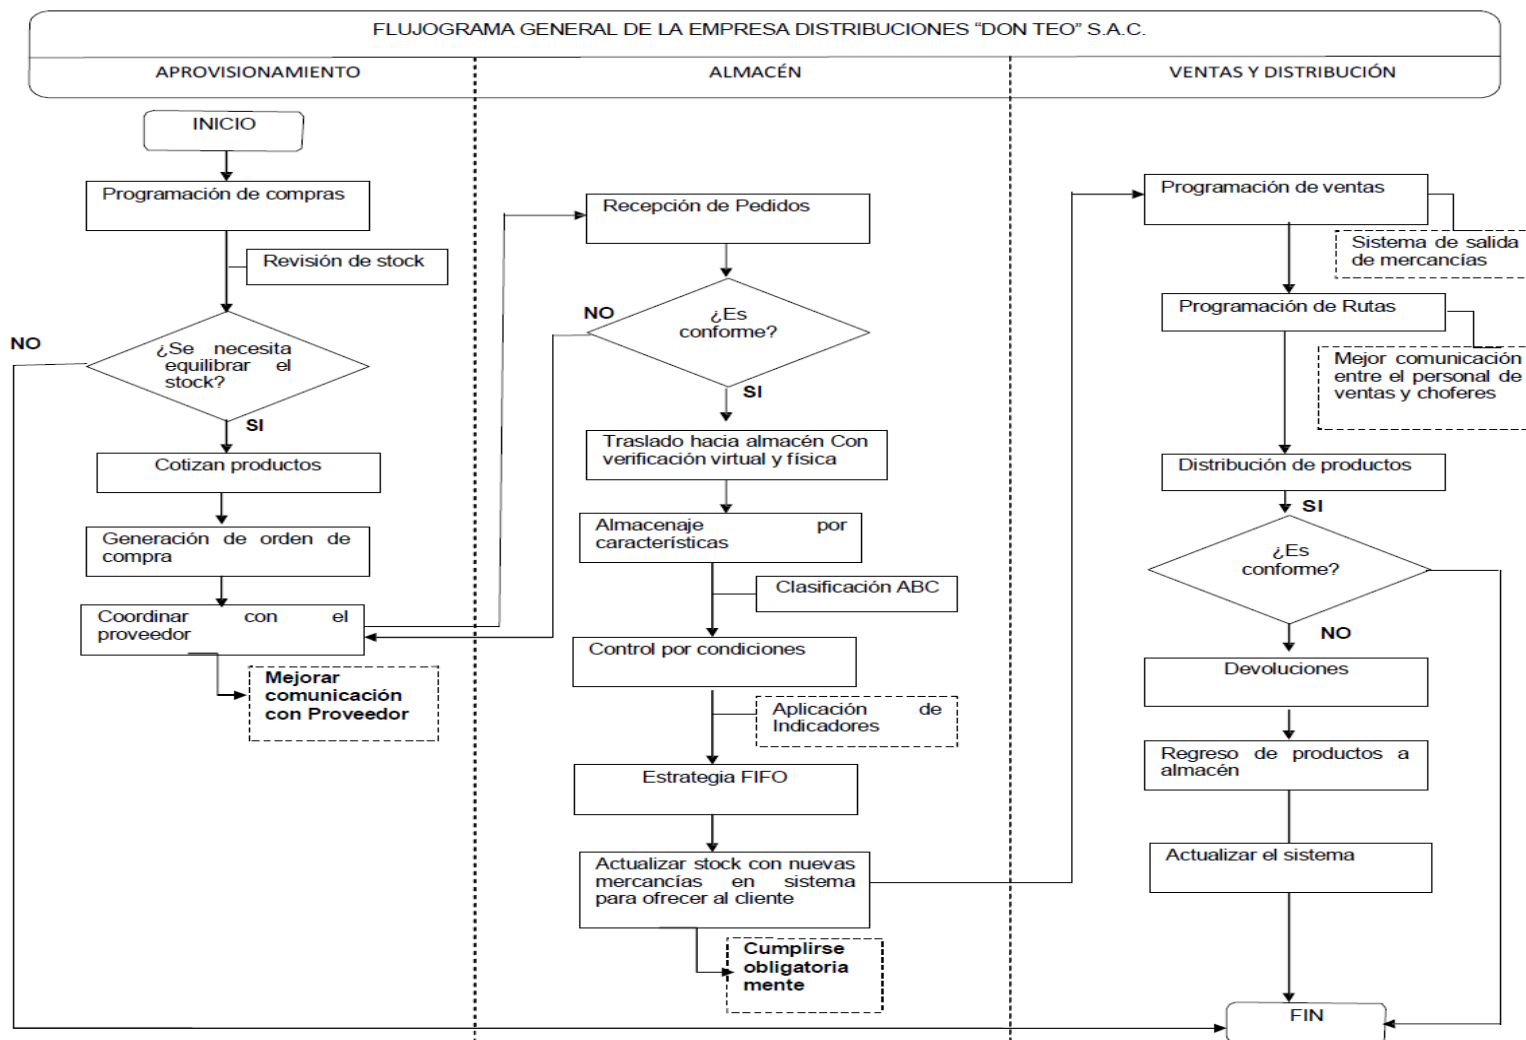 FLUJOGRAMA GENERAL DE LA EMPRESA DISTRIBUCIONES “DON TEO” S.A.C.
APROVISIONAMIENTO
ALMACÉN
VENTAS Y DISTRIBUCIÓN
INICIO
Programación de compras
Revisión de stock
NO
¿Se necesita
equilibrar el
stock?
SI
Cotizan productos
Generación de orden de
compra
Coordinar con el
proveedor
Mejorar
comunicación
con Proveedor
Recepción de Pedidos
NO
¿Es
conforme?
SI
Traslado hacia almacén Con
verificación virtual y física
Almacenaje por
características
Clasificación ABC
Control por condiciones
Aplicación de
Indicadores
Estrategia FIFO
Actualizar stock con nuevas
mercancías en sistema
para ofrecer al cliente
Cumplirse
obligatoria
mente
Programación de ventas
Sistema de salida
de mercancías
Programación de Rutas
Mejor comunicación
entre el personal de
ventas y choferes
Distribución de productos
SI
¿Es
conforme?
NO
Devoluciones
Regreso de productos a
almacén
Actualizar el sistema
FIN